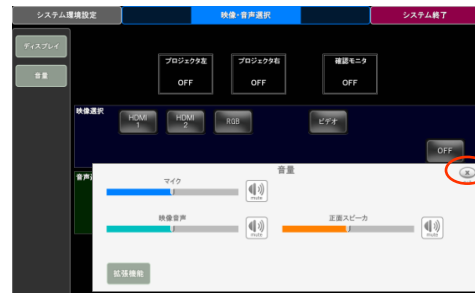 システム環境設定
映像・音声選択
システム終了
ディスプレイ
音量
プロジェクタ左
OFF
プロジェクタ右
OFF
確認モニタ
OFF
映像選択
HDMI
1
HDMI
2
RGB
ビデオ
OFF
音声
音量
x
マイク
MUTE
映像音声
MUTE
正面スピーカ
MUTE
拡張機能